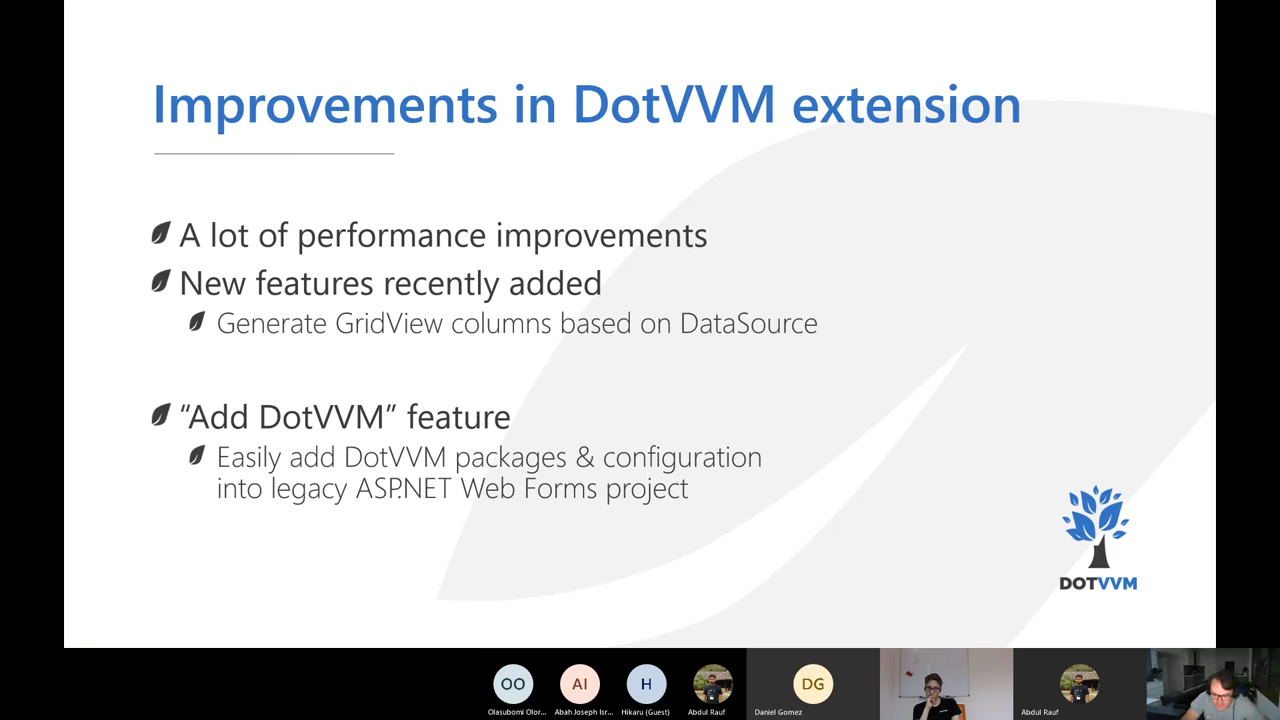 Improvements in DotVVM extension
A lot of performance improvements
New features recently added
Generate GridView columns based on DataSource
“Add DotVVM” feature
Easily add DotVVM packages & configuration
into legacy ASP.NET Web Forms project
DOTVVM
OO
AI
H
DG
Olasubomi Olor...
Abah Joseph Isr...
Hikaru (Guest)
Abdul Rauf
Daniel Gomez
Abdul Rauf